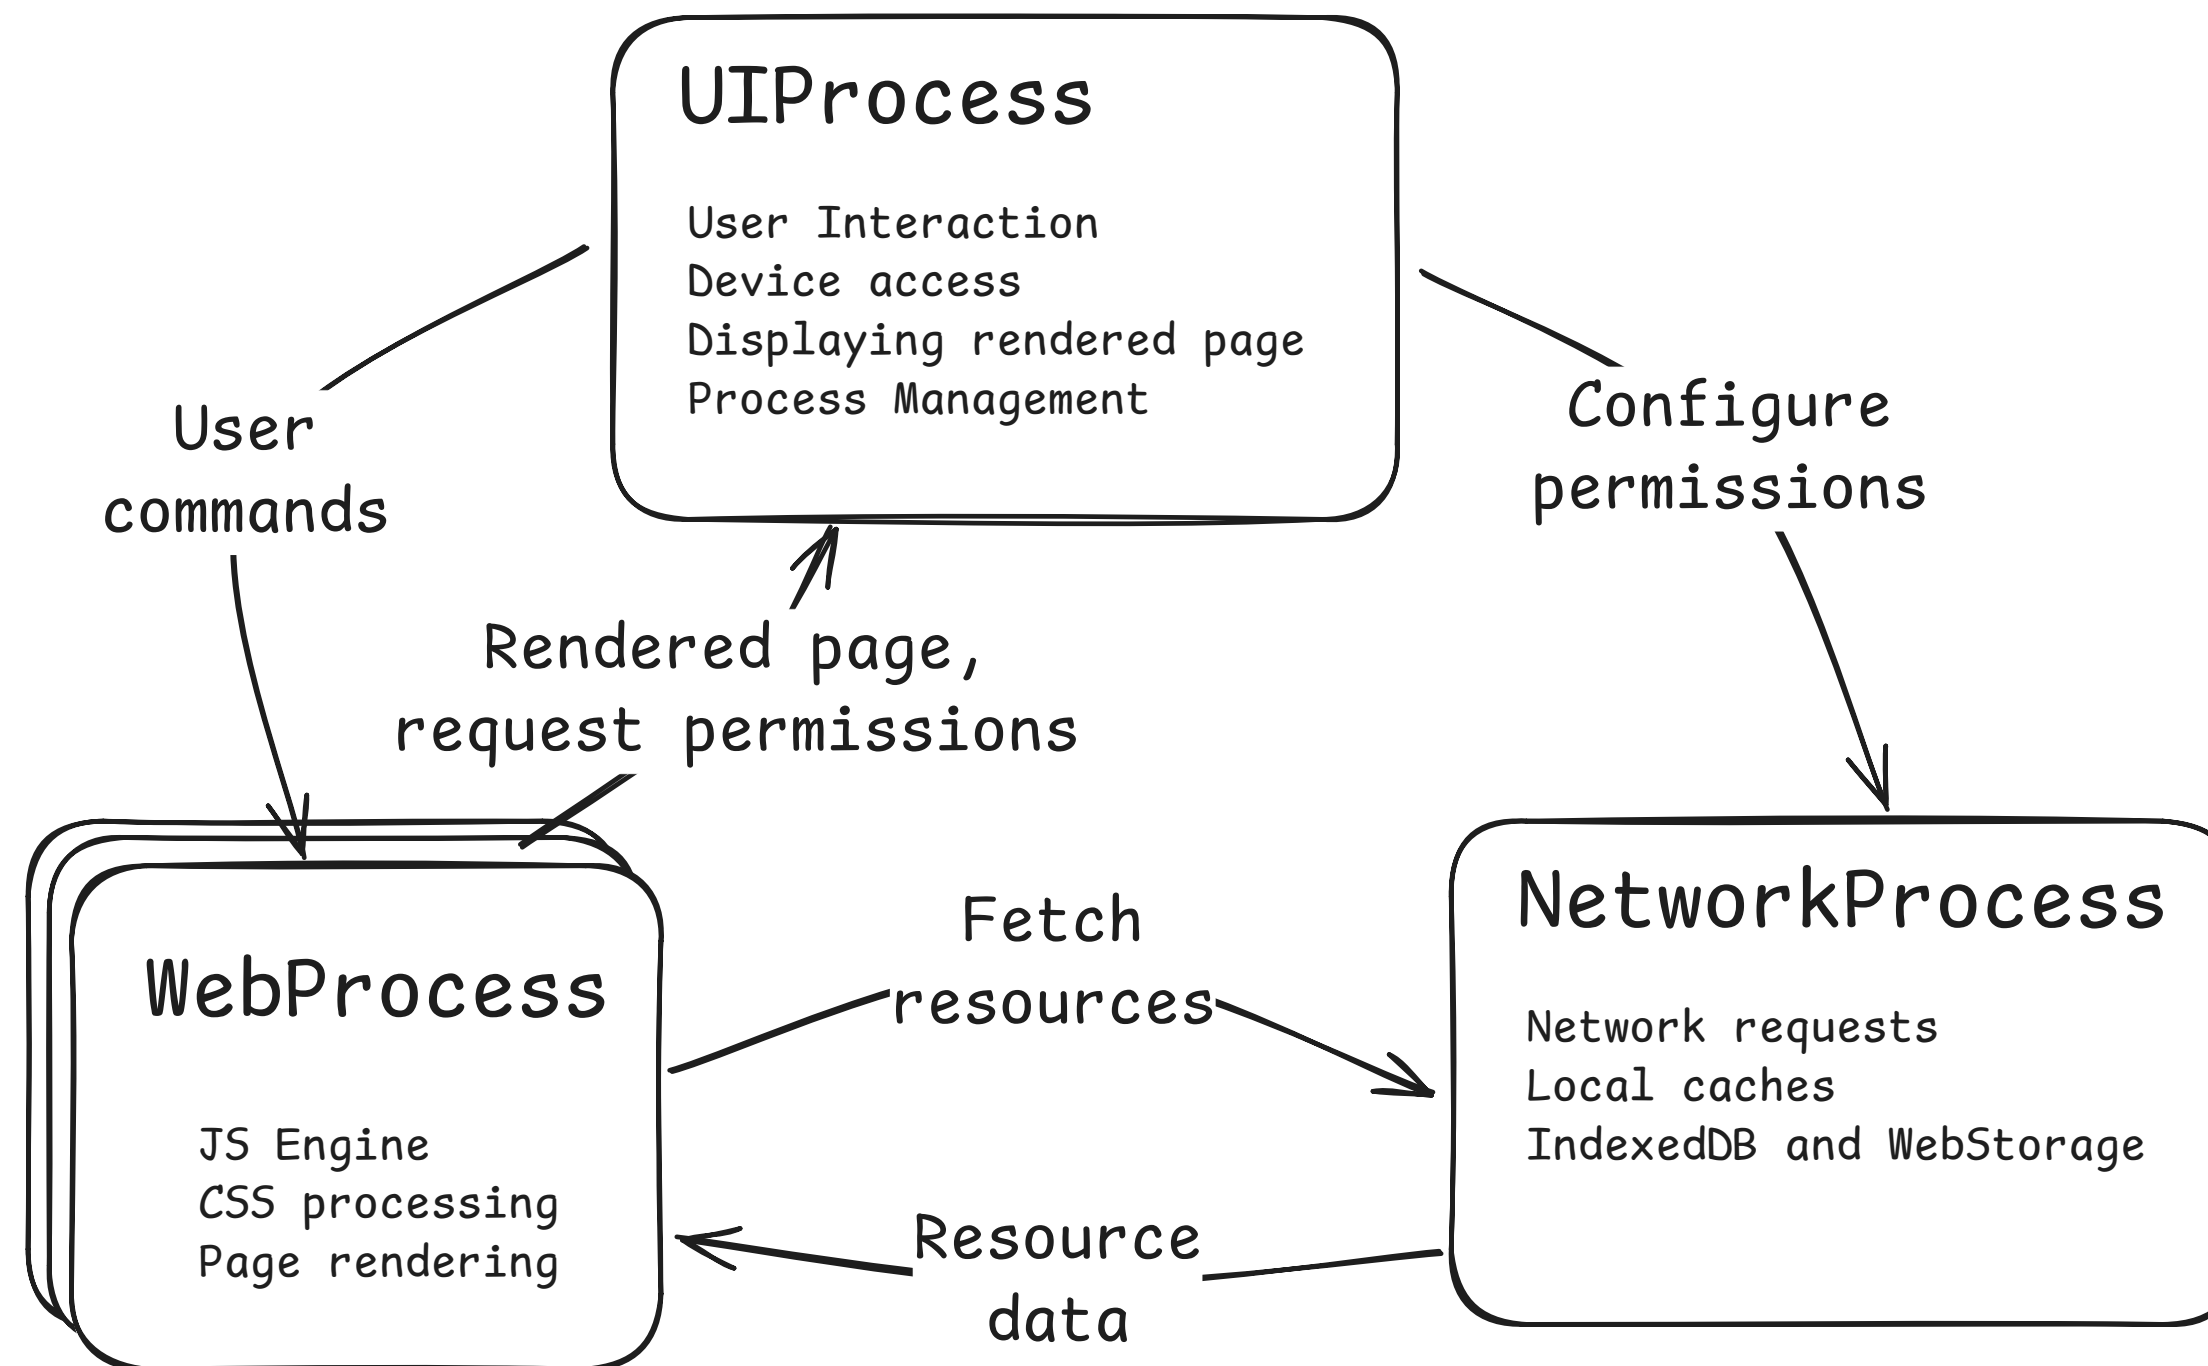 UIProcess
User Interaction
Device access
Displaying rendered page
Process Management
User
commands
Configure
permissions
Rendered page,
request permissions
WebProcess
JS Engine
CSS processing
Page rendering
Fetch
resources
Resource
data
NetworkProcess
Network requests
Local caches
IndexedDB and WebStorage